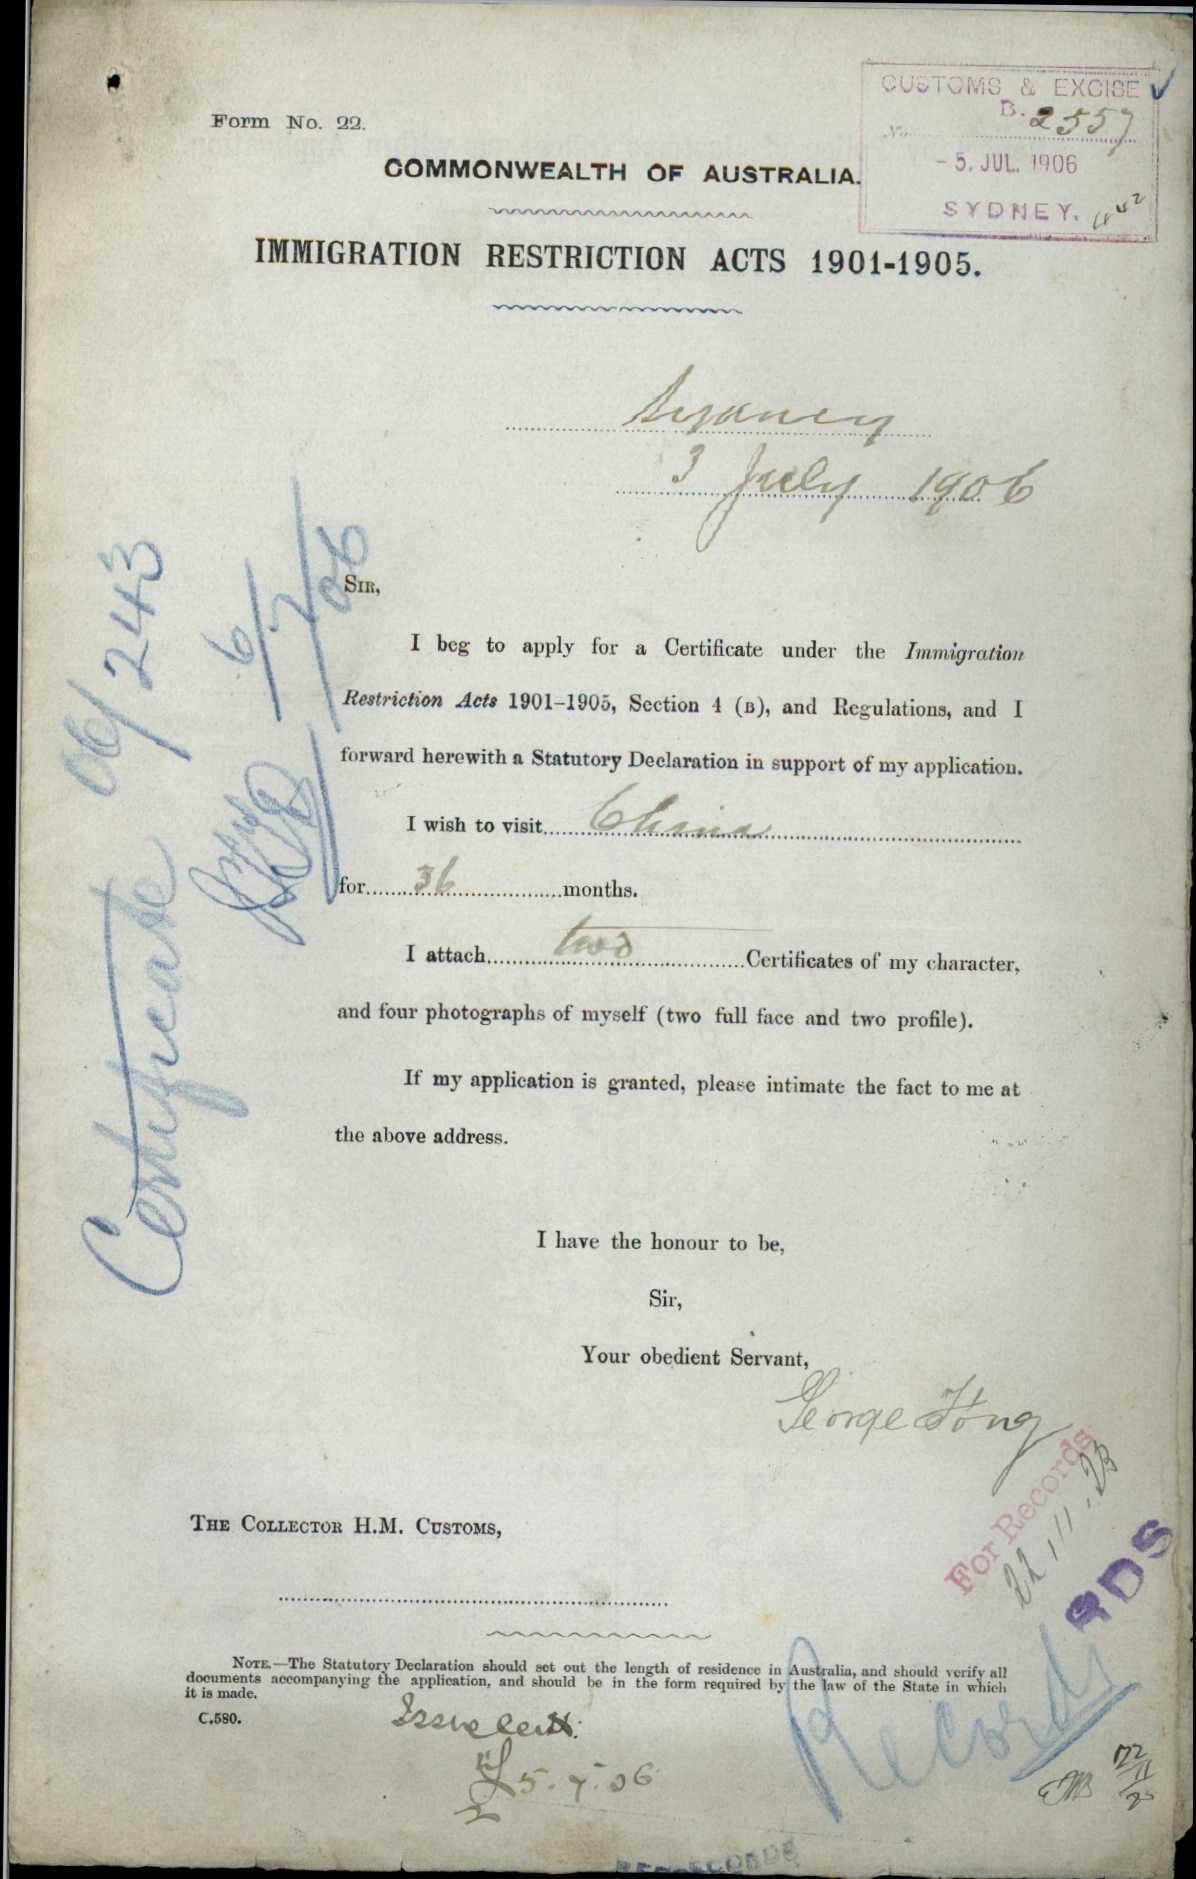 CUSTOMS & EXCISE
B. 2557
No
- 5. JUL. 1906
SYDNEY.
Form No. 22.
COMMONWEALTH OF AUSTRALIA.
IMMIGRATION RESTRICTION ACTS 1901-1905.
Sydney
3 July 1906
Certificate 06/243
6/7/06
SIR,
I beg to apply for a Certificate under the Immigration
Restriction Acts 1901-1905, Section 4 (B), and Regulations, and I
forward herewith a Statutory Declaration in support of my application.
I wish to visit China
for 36 months.
I attach two Certificates of my character,
and four photographs of myself (two full face and two profile).
If my application is granted, please intimate the fact to me at
the above address.
I have the honour to be,
Sir,
Your obedient Servant,
George Fong
For Records
22.11.23
RDS
THE COLLECTOR H.M. CUSTOMS,
NOTE.—The Statutory Declaration should set out the length of residence in Australia, and should verify all
documents accompanying the application, and should be in the form required by the law of the State in which
it is made.
C.580.
Issue Cert.
5.7.06
Records
22/11/23
RECORDS